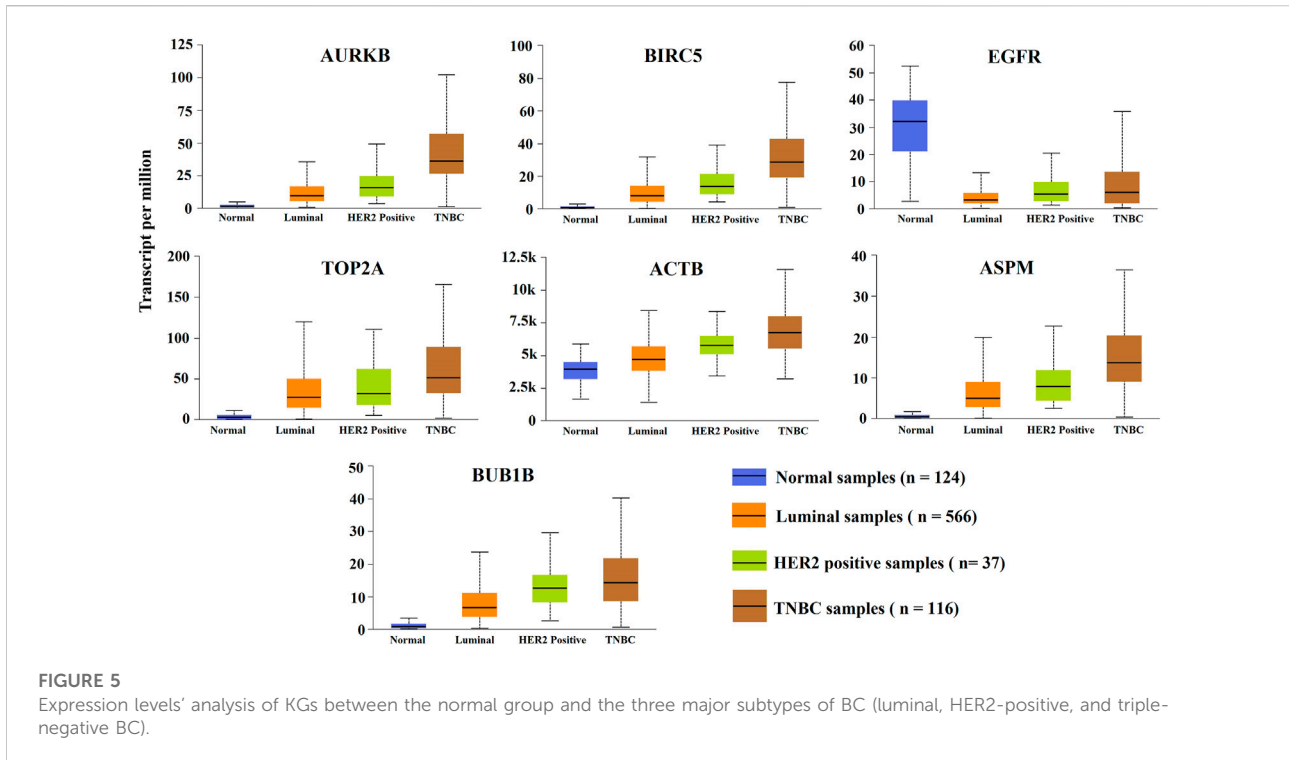 AURKB
125
100
75
50
25
0
Normal Luminal HER2 Positive TNBC
BIRC5
100
80
60
40
20
0
Normal Luminal HER2 Positive TNBC
EGFR
60
50
40
30
20
10
0
Normal Luminal HER2 Positive TNBC
Transcript per million
TOP2A
200
150
100
50
0
Normal Luminal HER2 Positive TNBC
ACTB
12.5k
10k
7.5k
5k
2.5k
0
Normal Luminal HER2 Positive TNBC
ASPM
40
30
20
10
0
Normal Luminal HER2 Positive TNBC
BUB1B
50
40
30
20
10
0
Normal Luminal HER2 Positive TNBC
Normal samples (n = 124)
Luminal samples ( n = 566)
HER2 positive samples ( n= 37)
TNBC samples ( n = 116)
FIGURE 5
Expression levels' analysis of KGs between the normal group and the three major subtypes of BC (luminal, HER2-positive, and triple-
negative BC).